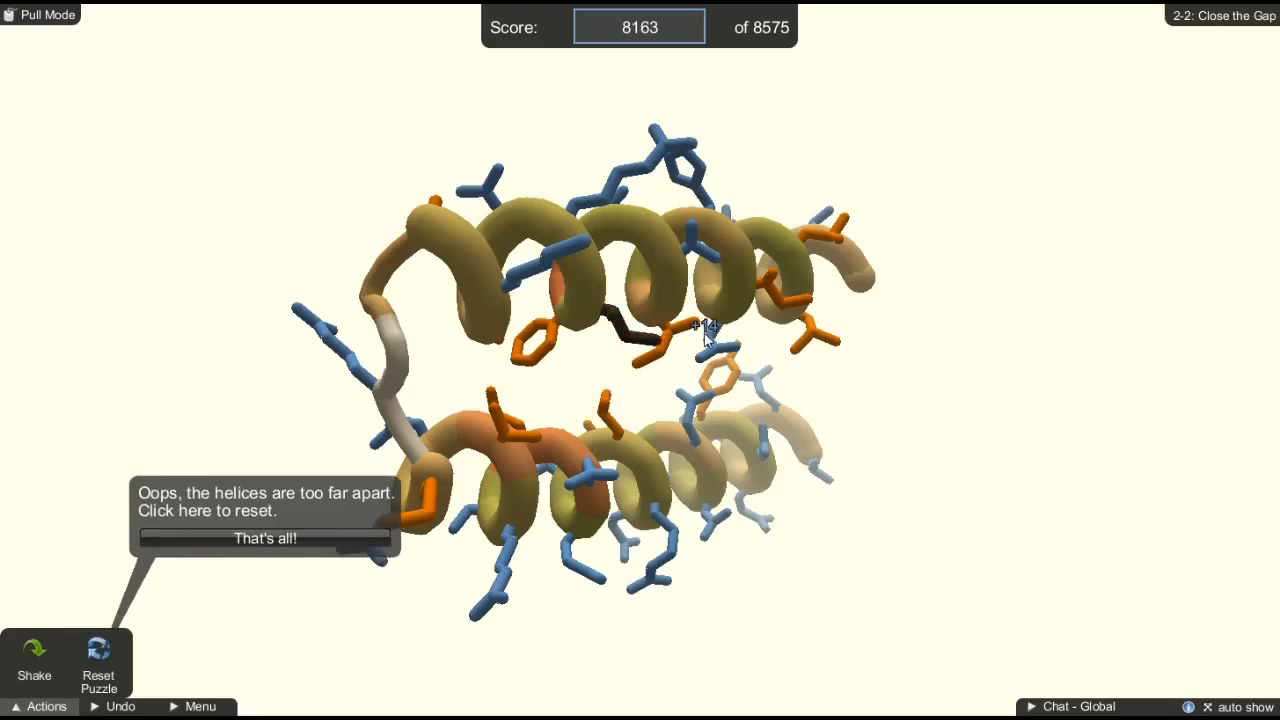 Pull Mode
Score: 8163 of 8575
2-2: Close the Gap
+14
Oops, the helices are too far apart.
Click here to reset.
That's all!
Shake
Reset
Puzzle
Actions
Undo
Menu
Chat - Global
auto show